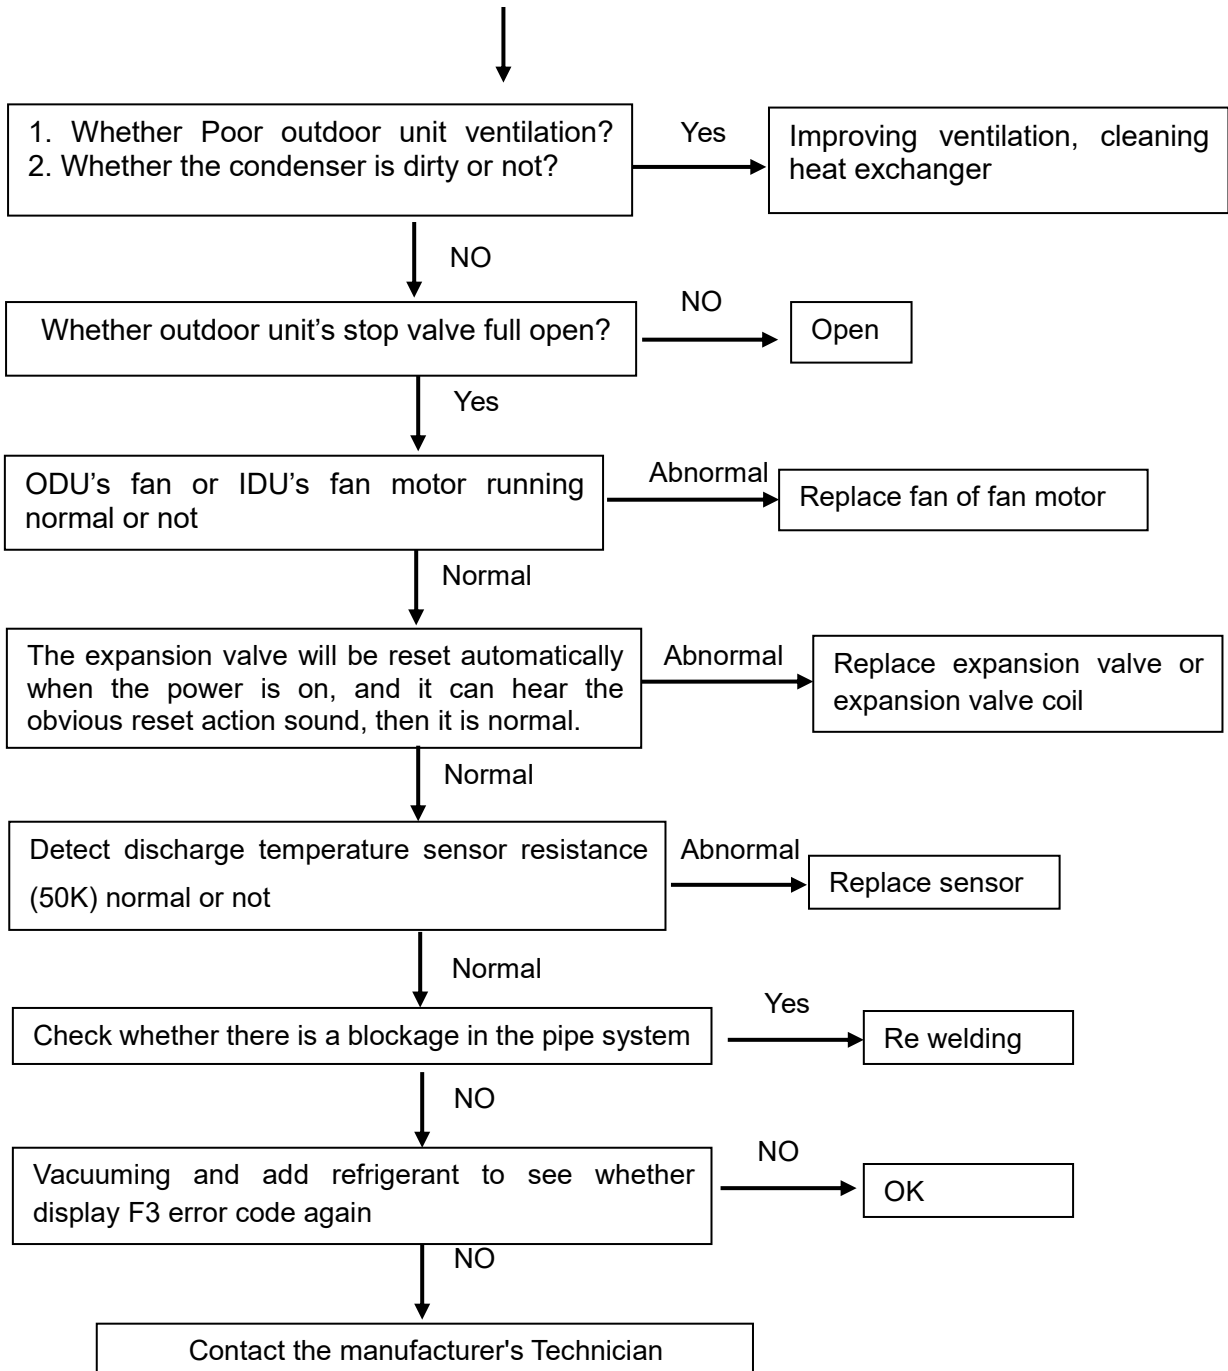 1. Whether Poor outdoor unit ventilation?
2. Whether the condenser is dirty or not?
Yes
Improving ventilation, cleaning
heat exchanger
NO
Whether outdoor unit’s stop valve full open?
NO
Open
Yes
ODU’s fan or IDU’s fan motor running
normal or not
Abnormal
Replace fan of fan motor
Normal
The expansion valve will be reset automatically
when the power is on, and it can hear the
obvious reset action sound, then it is normal.
Abnormal
Replace expansion valve or
expansion valve coil
Normal
Detect discharge temperature sensor resistance
(50K) normal or not
Abnormal
Replace sensor
Normal
Check whether there is a blockage in the pipe system
Yes
Re welding
NO
Vacuuming and add refrigerant to see whether
display F3 error code again
NO
OK
NO
Contact the manufacturer's Technician